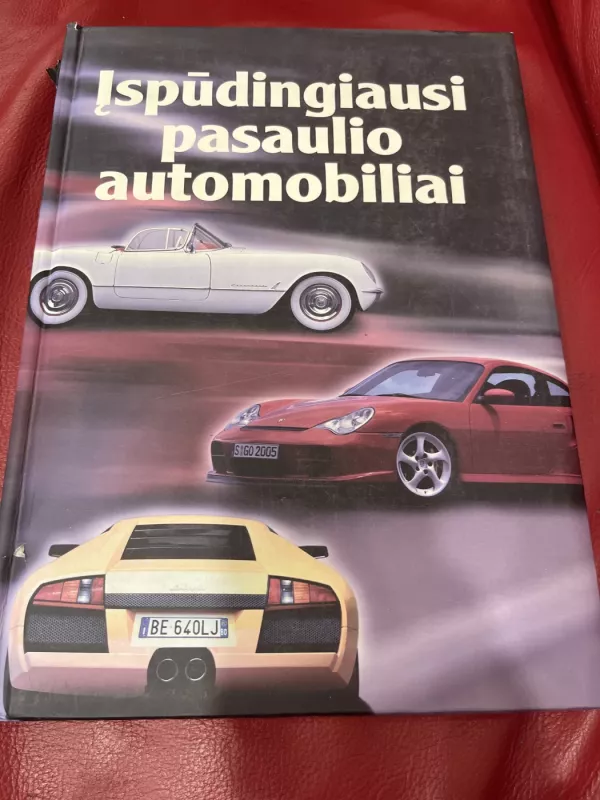 Įspūdingiausi
pasaulio
automobiliai
S GO 2005
BE 640LJ